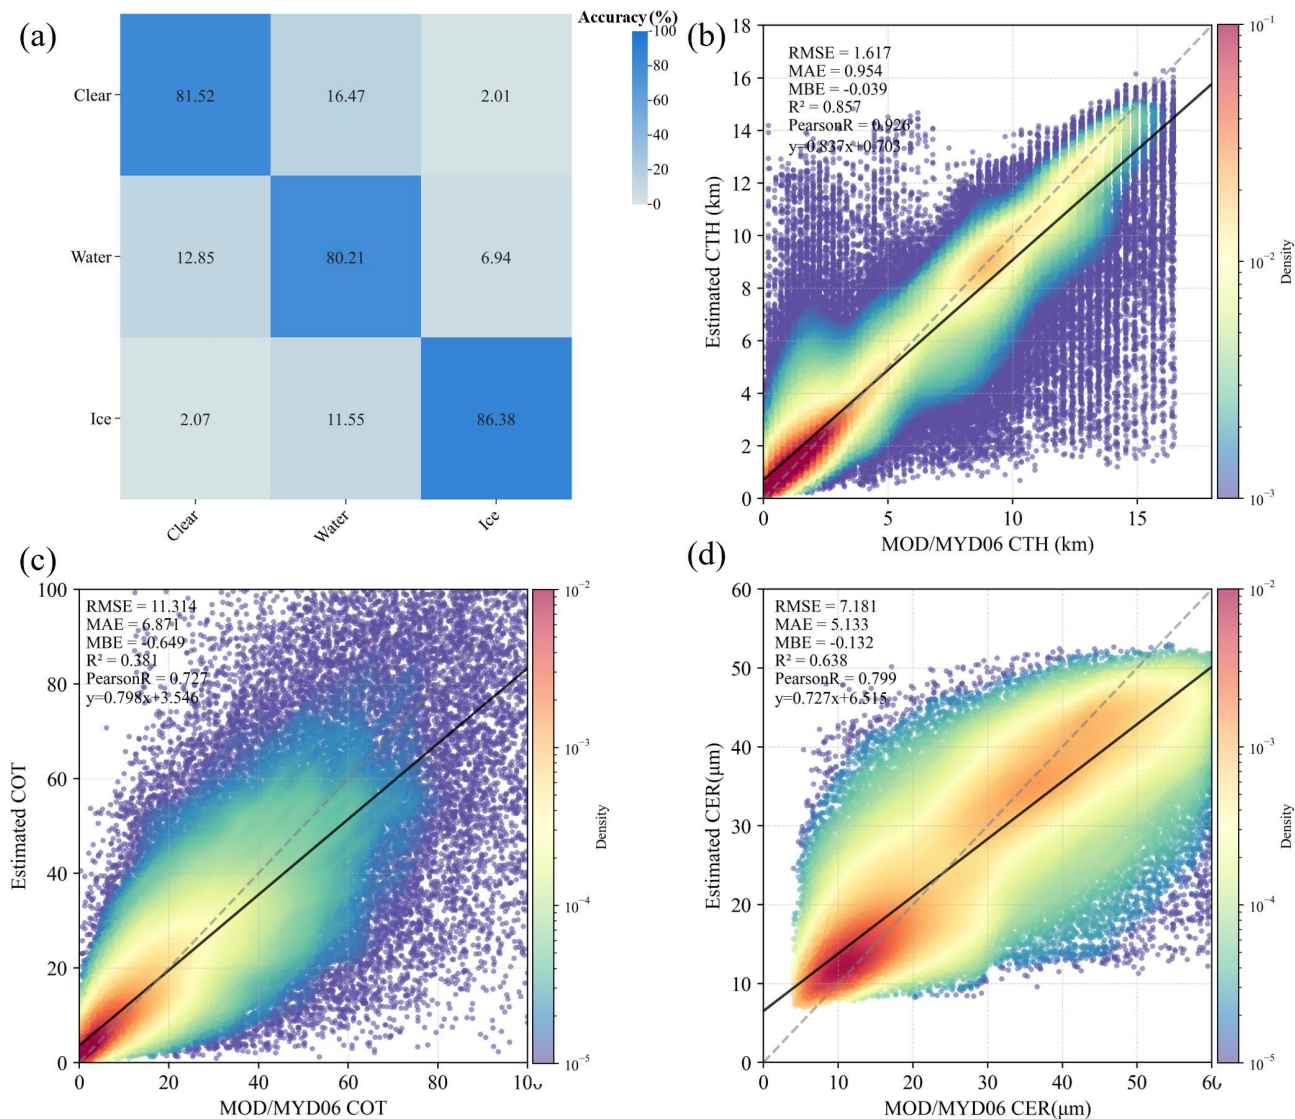 (a)
Accuracy (%)
100
80
60
40
20
0
Clear
81.52
16.47
2.01
Water
12.85
80.21
6.94
Ice
2.07
11.55
86.38
Clear
Water
Ice
(b)
RMSE = 1.617
MAE = 0.954
MBE = -0.039
R² = 0.857
PearsonR = 0.926
y=0.837x+0.703
18
16
14
12
10
8
6
4
2
0
Estimated CTH (km)
0
5
10
15
MOD/MYD06 CTH (km)
10⁻¹
10⁻²
10⁻³
Density
(c)
RMSE = 11.314
MAE = 6.871
MBE = -0.649
R² = 0.381
PearsonR = 0.727
y=0.798x+3.546
100
80
60
40
20
0
Estimated COT
0
20
40
60
80
MOD/MYD06 COT
10⁻²
10⁻³
10⁻⁴
10⁻⁵
Density
(d)
RMSE = 7.181
MAE = 5.133
MBE = -0.132
R² = 0.638
PearsonR = 0.799
y=0.727x+6.515
60
50
40
30
20
10
0
Estimated CER(μm)
0
10
20
30
40
50
MOD/MYD06 CER(μm)
10⁻²
10⁻³
10⁻⁴
10⁻⁵
Density